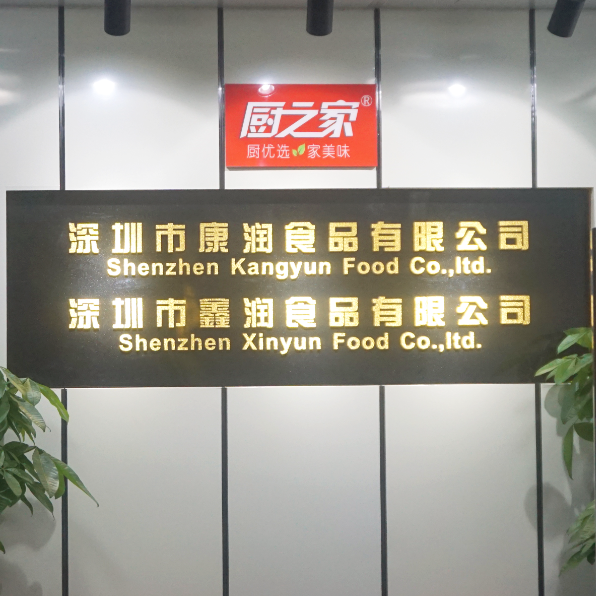 厨之家®
厨优选 家美味
深圳市康润食品有限公司
Shenzhen Kangyun Food Co.,ltd.
深圳市鑫润食品有限公司
Shenzhen Xinyun Food Co.,ltd.